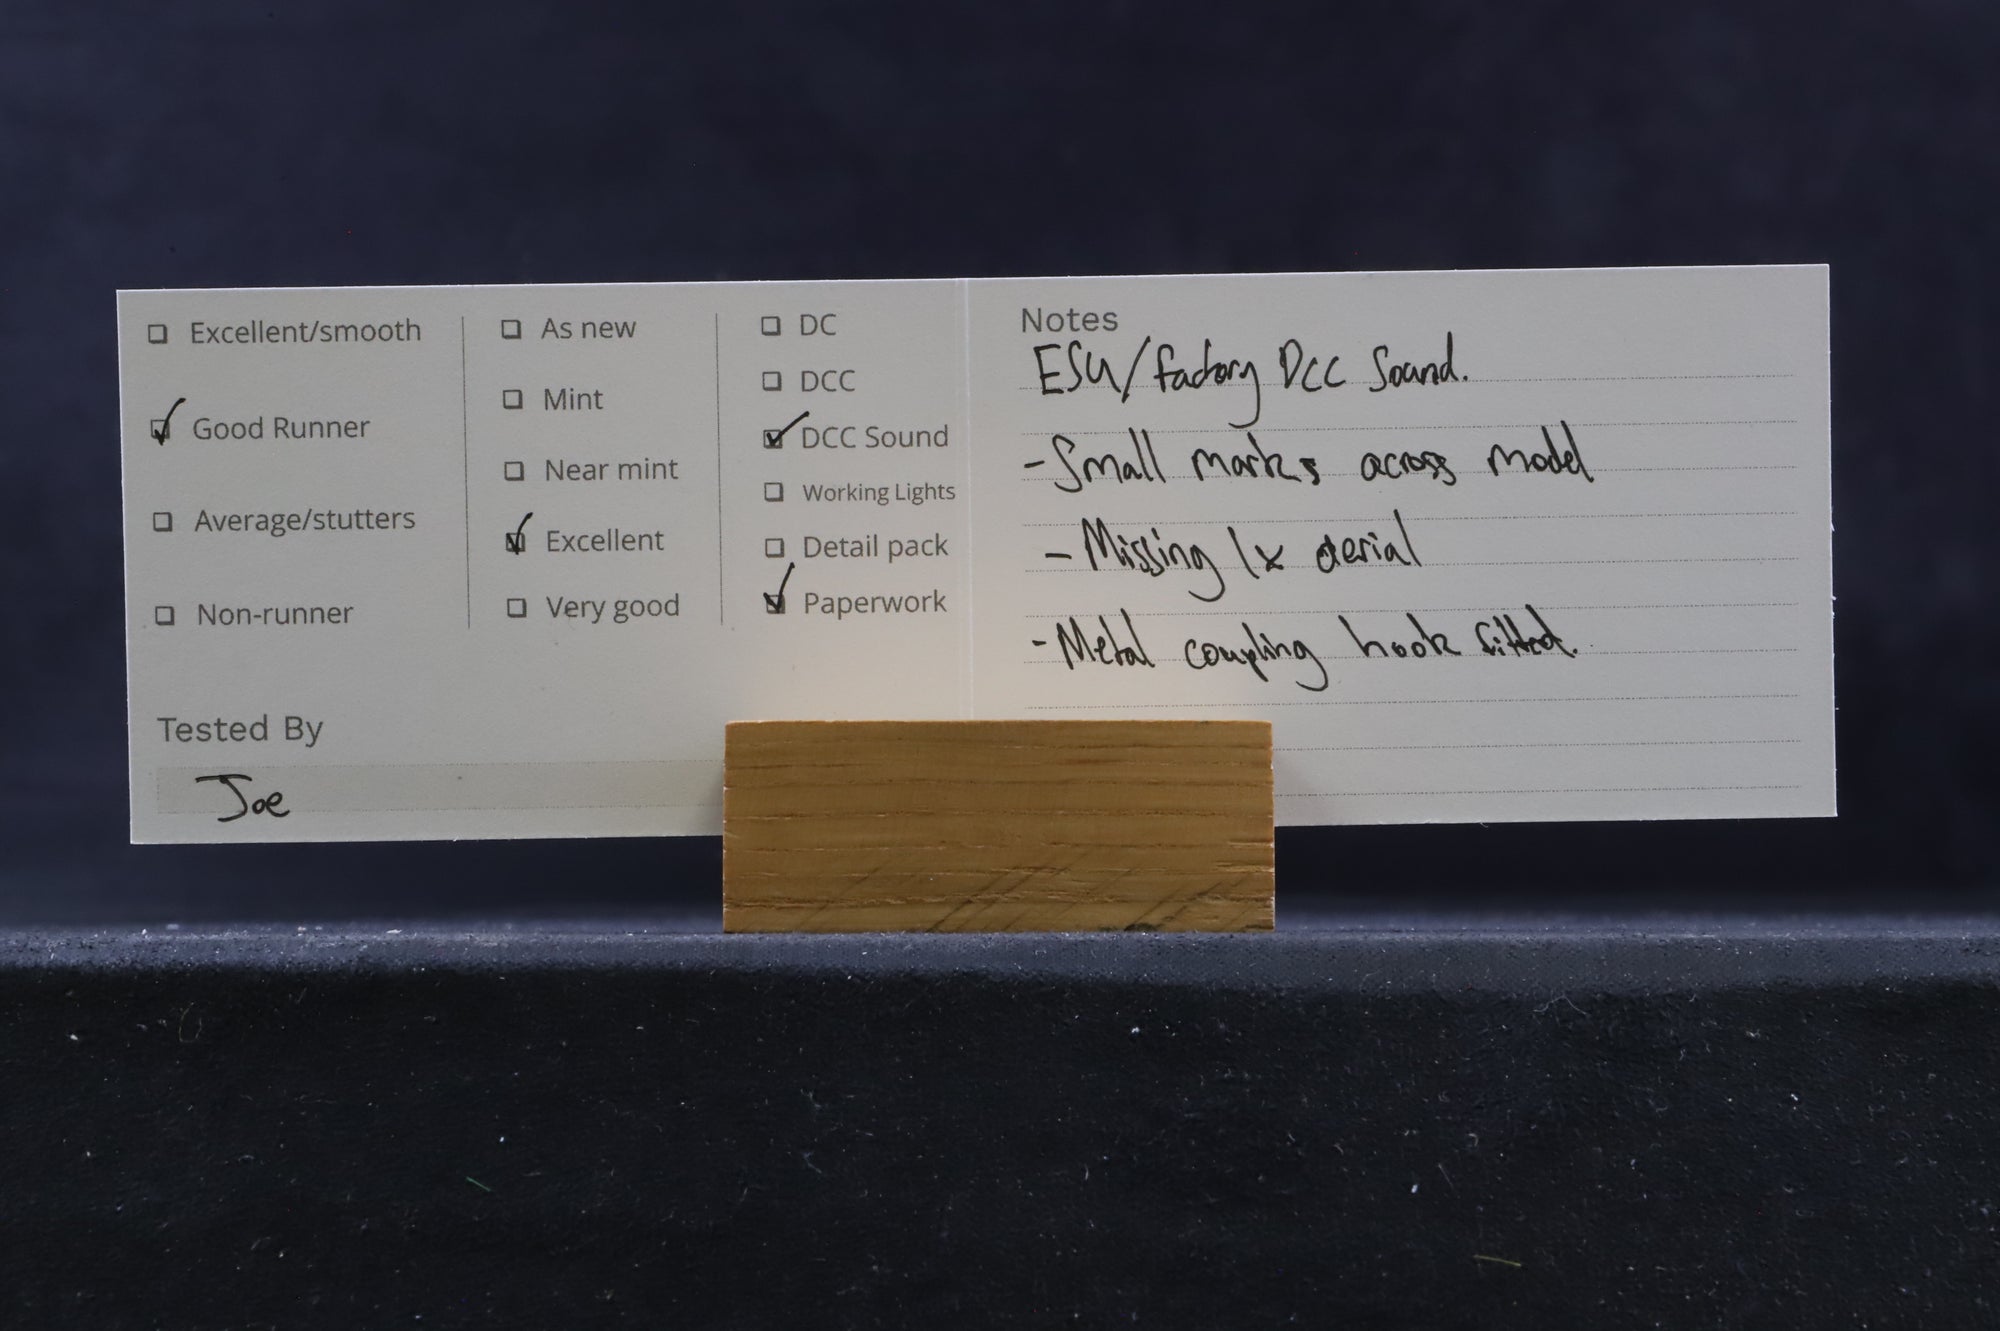 ☐ Excellent/smooth
☑ Good Runner
☐ Average/stutters
☐ Non-runner
☐ As new
☐ Mint
☐ Near mint
☑ Excellent
☐ Very good
☐ DC
☐ DCC
☑ DCC Sound
☐ Working Lights
☐ Detail pack
☑ Paperwork
Tested By
Joe
Notes
ESU/factory DCC Sound.
- Small marks across model
- Missing 1x aerial
- Metal coupling hook fitted.